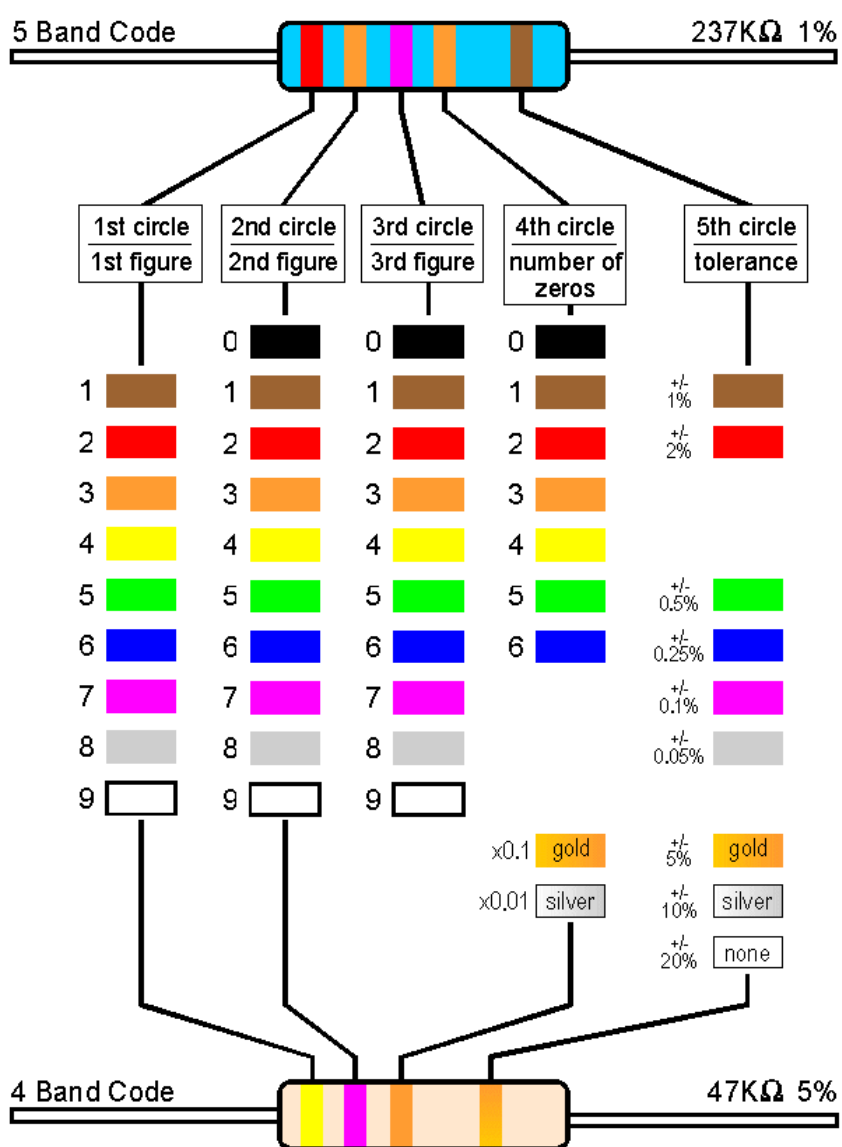 5 Band Code
237KΩ 1%
1st circle
1st figure
2nd circle
2nd figure
3rd circle
3rd figure
4th circle
number of
zeros
5th circle
tolerance
0 0 0
1 1 1 1 +/- 1%
2 2 2 2 +/- 2%
3 3 3 3
4 4 4 4
5 5 5 5 +/- 0.5%
6 6 6 6 +/- 0.25%
7 7 7 +/- 0.1%
8 8 8 +/- 0.05%
9 9 9
x0.1 gold +/- 5% gold
x0.01 silver +/- 10% silver
+/- 20% none
4 Band Code
47KΩ 5%